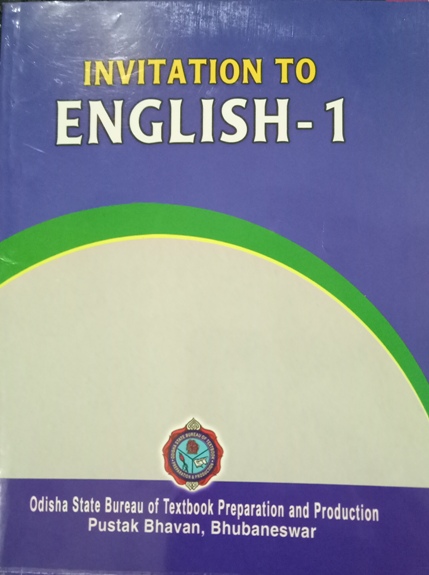 INVITATION TO
ENGLISH-1
Odisha State Bureau of Textbook Preparation and Production
Pustak Bhavan, Bhubaneswar